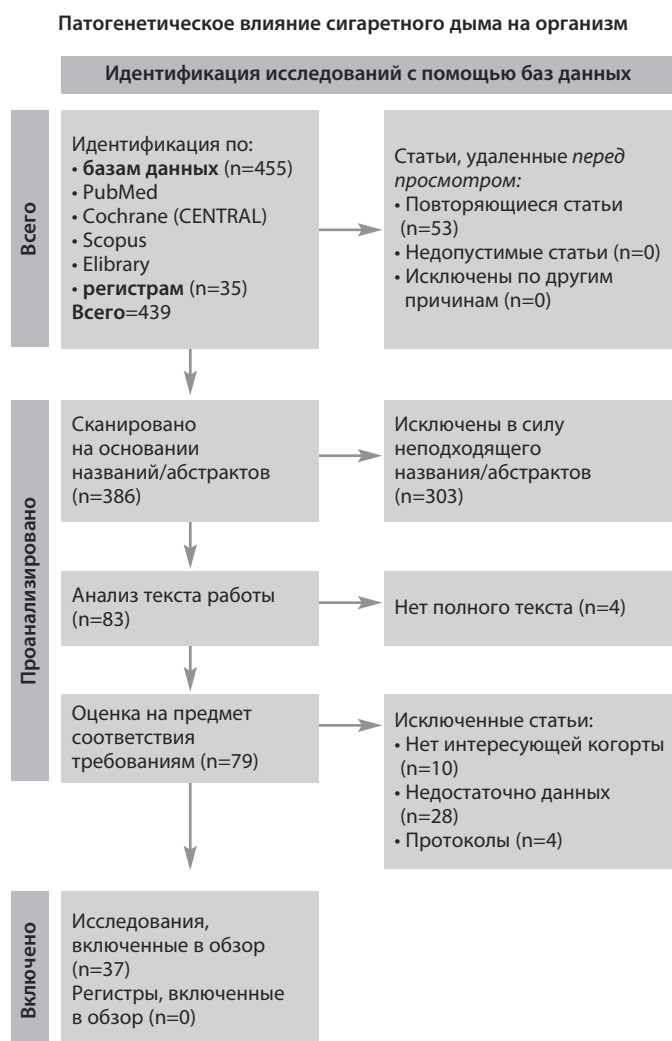 Патогенетическое влияние сигаретного дыма на организм
Идентификация исследований с помощью баз данных
Всего
Идентификация по:
• базам данных (n=455)
• PubMed
• Cochrane (CENTRAL)
• Scopus
• Elibrary
• регистрам (n=35)
Всего=439
Статьи, удаленные перед
просмотром:
• Повторяющиеся статьи
(n=53)
• Недопустимые статьи (n=0)
• Исключены по другим
причинам (n=0)
Проанализировано
Сканировано
на основании
названий/абстрактов
(n=386)
Исключены в силу
неподходящего
названия/абстрактов
(n=303)
Анализ текста работы
(n=83)
Нет полного текста (n=4)
Оценка на предмет
соответствия
требованиям (n=79)
Исключенные статьи:
• Нет интересующей когорты
(n=10)
• Недостаточно данных
(n=28)
• Протоколы (n=4)
Включено
Исследования,
включенные в обзор
(n=37)
Регистры, включенные
в обзор (n=0)